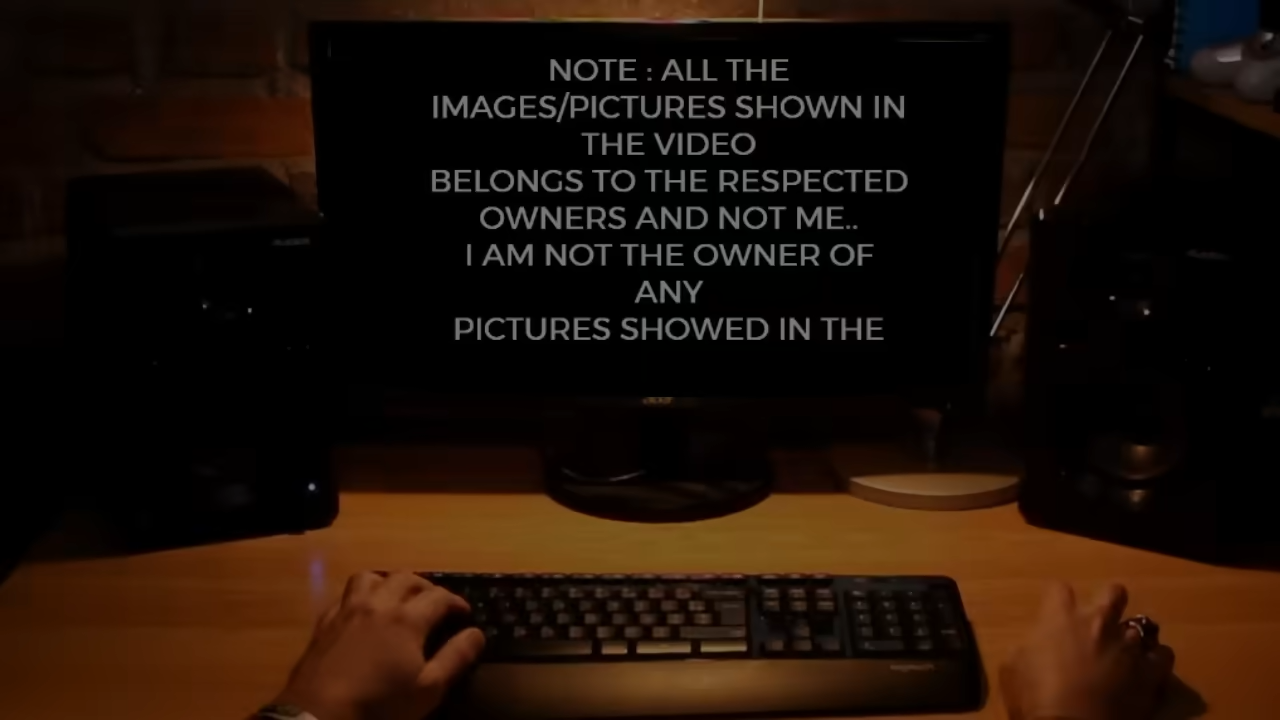 NOTE : ALL THE
IMAGES/PICTURES SHOWN IN
THE VIDEO
BELONGS TO THE RESPECTED
OWNERS AND NOT ME..
I AM NOT THE OWNER OF
ANY
PICTURES SHOWED IN THE